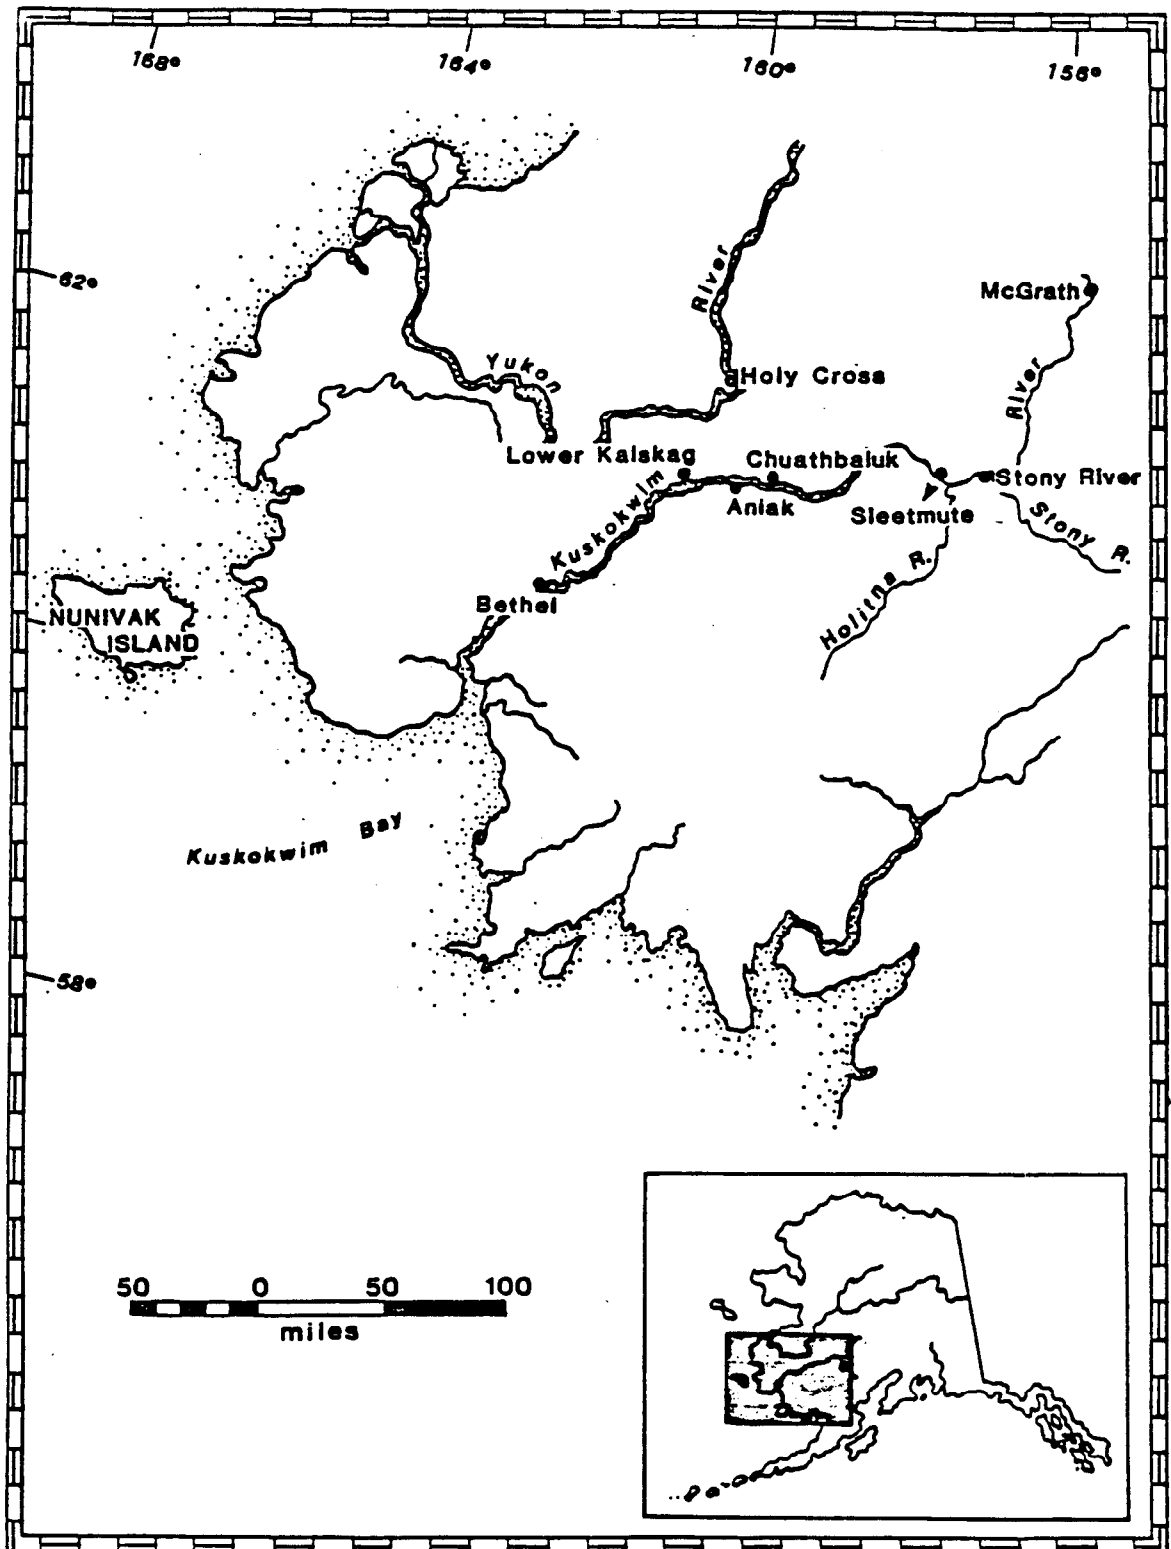 168°
164°
160°
156°
62°
River
McGrath
Yukon
Holy Cross
River
Lower Kalskag
Chuathbaluk
Stony River
Kuskokwim
Aniak
Sleetmute
Stony R.
Holitna R.
Bethel
NUNIVAK
ISLAND
Kuskokwim Bay
58°
50 0 50 100
miles